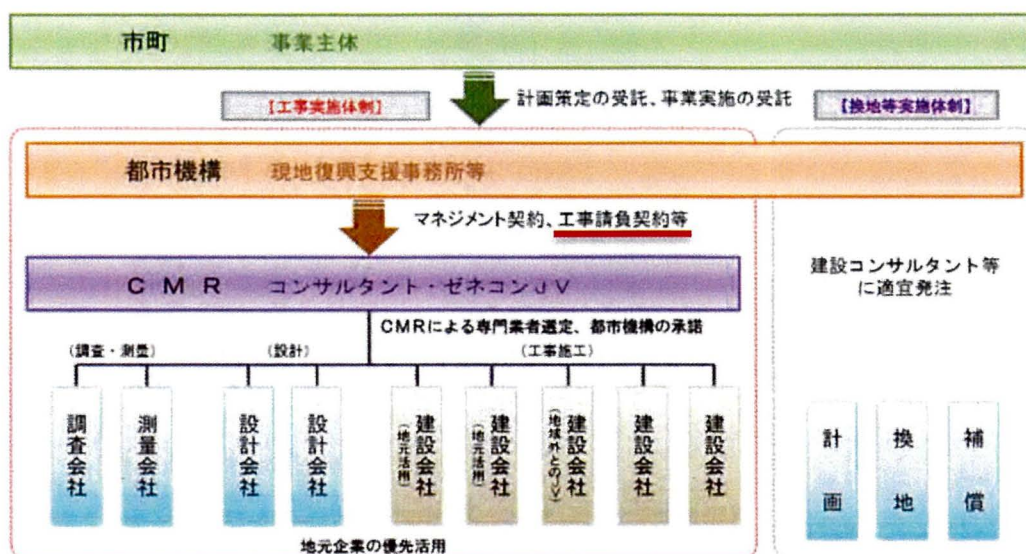 市町 事業主体
計画策定の受託、事業実施の受託
【工事実施体制】
【換地等実施体制】
都市機構 現地復興支援事務所等
マネジメント契約、工事請負契約等
建設コンサルタント等
に適宜発注
CMR コンサルタント・ゼネコンJV
CMRによる専門業者選定、都市機構の承諾
(調査・測量)
(設計)
(工事施工)
調査会社
測量会社
設計会社
設計会社
建設会社
(地元活用)
建設会社
(地元活用)
建設会社
(地域外とのJV)
建設会社
建設会社
計画
換地
補償
地元企業の優先活用